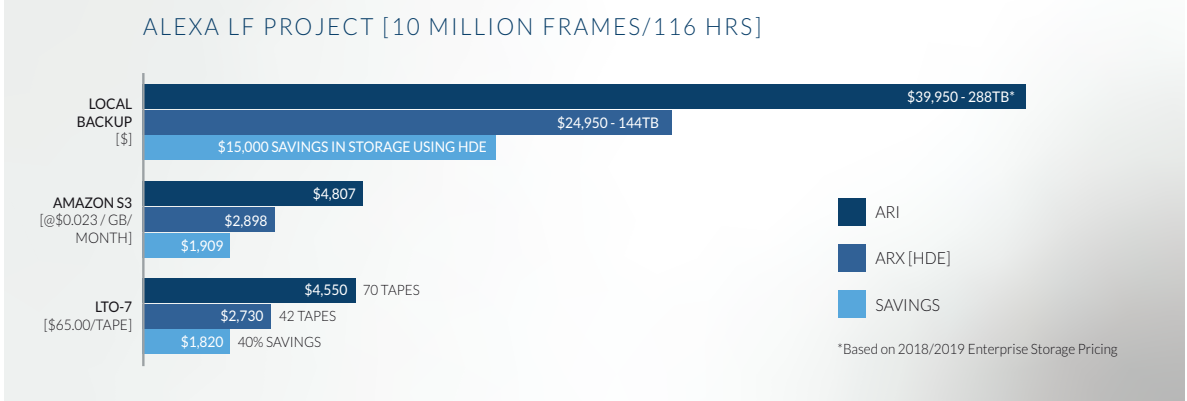 ALEXA LF PROJECT [10 MILLION FRAMES/116 HRS]
LOCAL
BACKUP
[$]
$39,950 - 288TB*
$24,950 - 144TB
$15,000 SAVINGS IN STORAGE USING HDE
AMAZON S3
[@$0.023 / GB/
MONTH]
$4,807
$2,898
$1,909
LTO-7
[$65.00/TAPE]
$4,550 70 TAPES
$2,730 42 TAPES
$1,820 40% SAVINGS
ARI
ARX [HDE]
SAVINGS
*Based on 2018/2019 Enterprise Storage Pricing